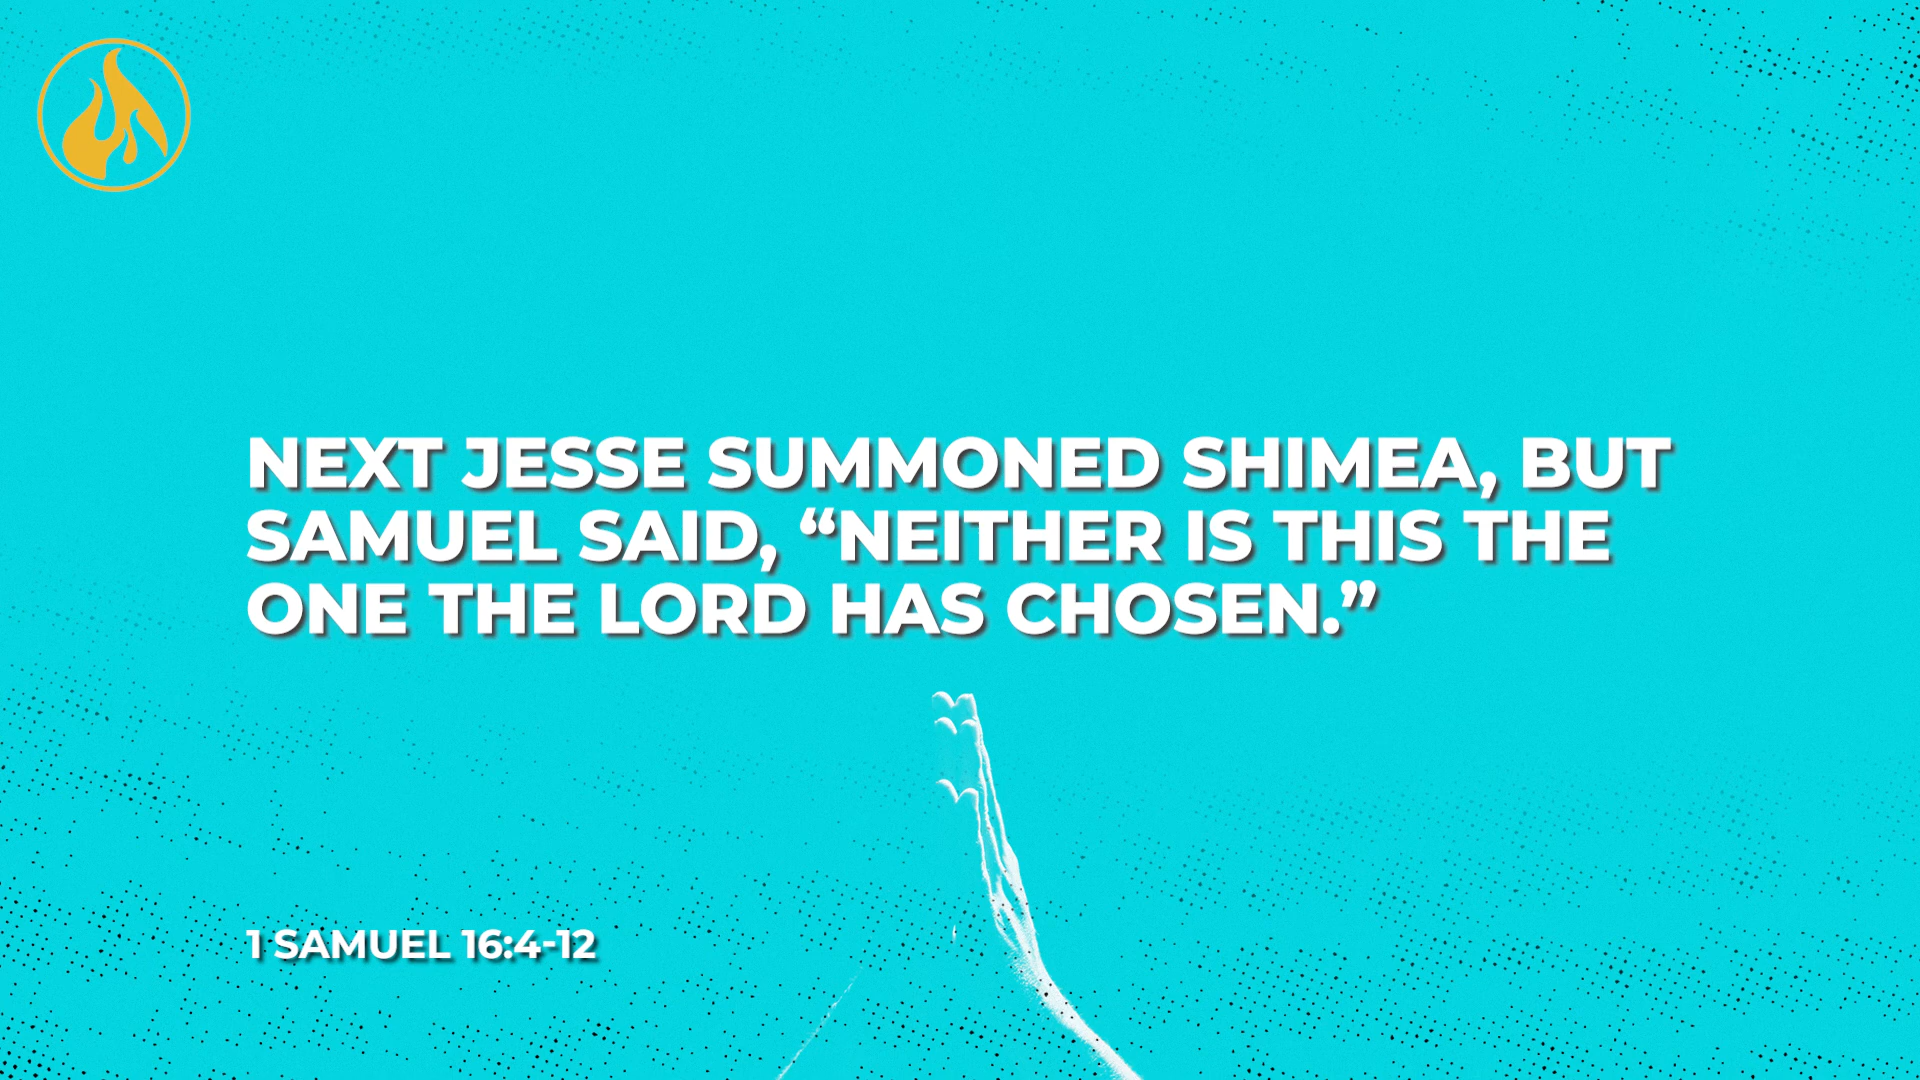 NEXT JESSE SUMMONED SHIMEA, BUT
SAMUEL SAID, “NEITHER IS THIS THE
ONE THE LORD HAS CHOSEN.”
1 SAMUEL 16:4-12